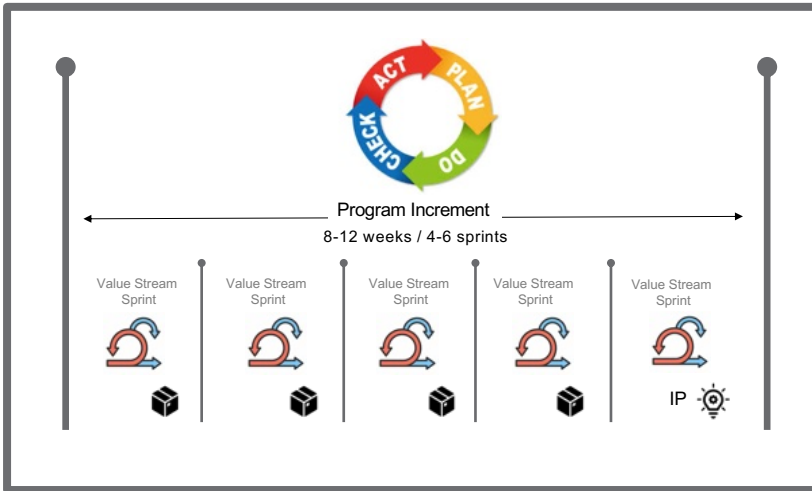 ACT
PLAN
DO
CHECK
Program Increment
8-12 weeks / 4-6 sprints
Value Stream
Sprint
Value Stream
Sprint
Value Stream
Sprint
Value Stream
Sprint
Value Stream
Sprint
IP